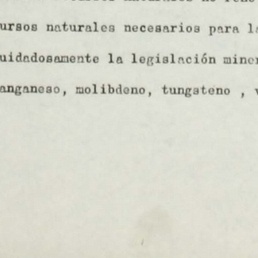 ursos naturales necesarios para la
uidadosamente la legislación miner
anganeso, molibdeno, tungsteno , v